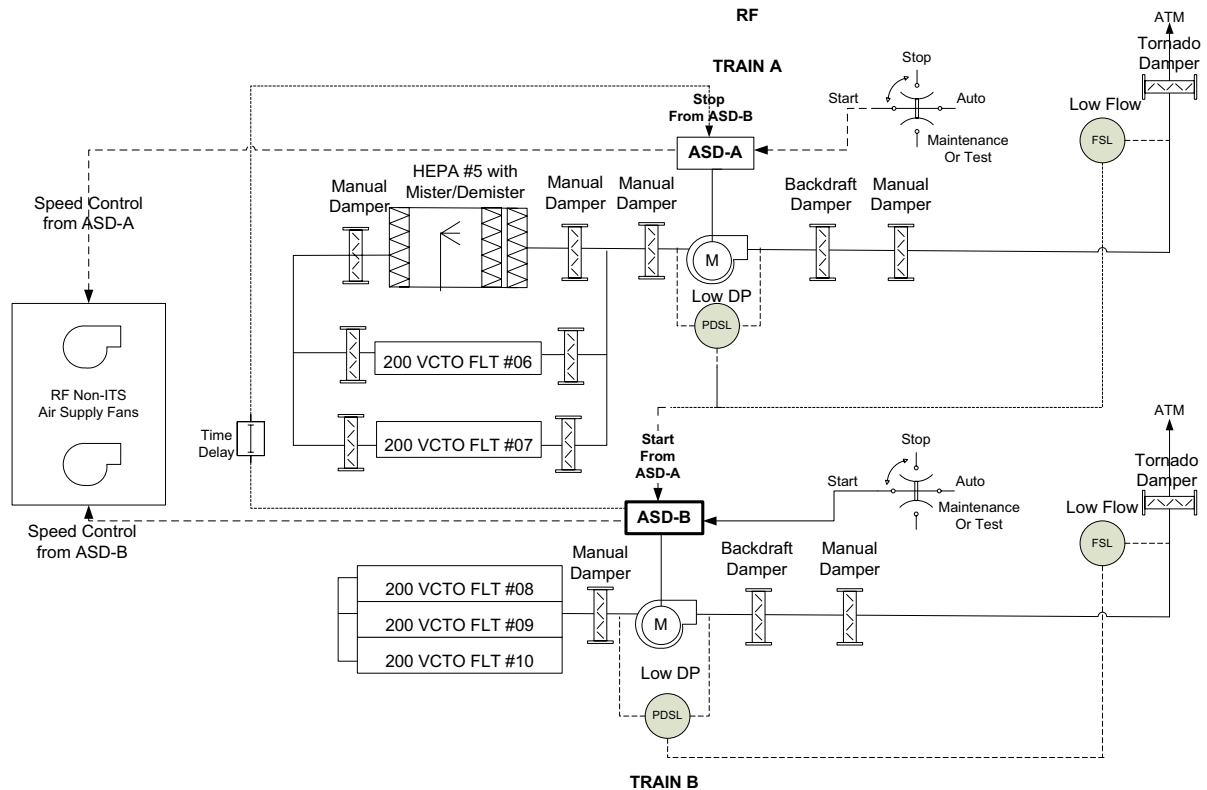 RF
ATM
Tornado
Damper
TRAIN A
Stop
Stop
From ASD-B
Start
Auto
Maintenance
Or Test
Low Flow
FSL
ASD-A
HEPA #5 with
Mister/Demister
Manual
Damper
Manual
Damper
Manual
Damper
Backdraft
Damper
Manual
Damper
Speed Control
from ASD-A
M
Low DP
PDSL
200 VCTO FLT #06
RF Non-ITS
Air Supply Fans
Time
Delay
200 VCTO FLT #07
Start
From
ASD-A
ATM
Tornado
Damper
Stop
Start
Auto
Maintenance
Or Test
Low Flow
FSL
ASD-B
Speed Control
from ASD-B
Manual
Damper
Backdraft
Damper
Manual
Damper
200 VCTO FLT #08
200 VCTO FLT #09
200 VCTO FLT #10
M
Low DP
PDSL
TRAIN B